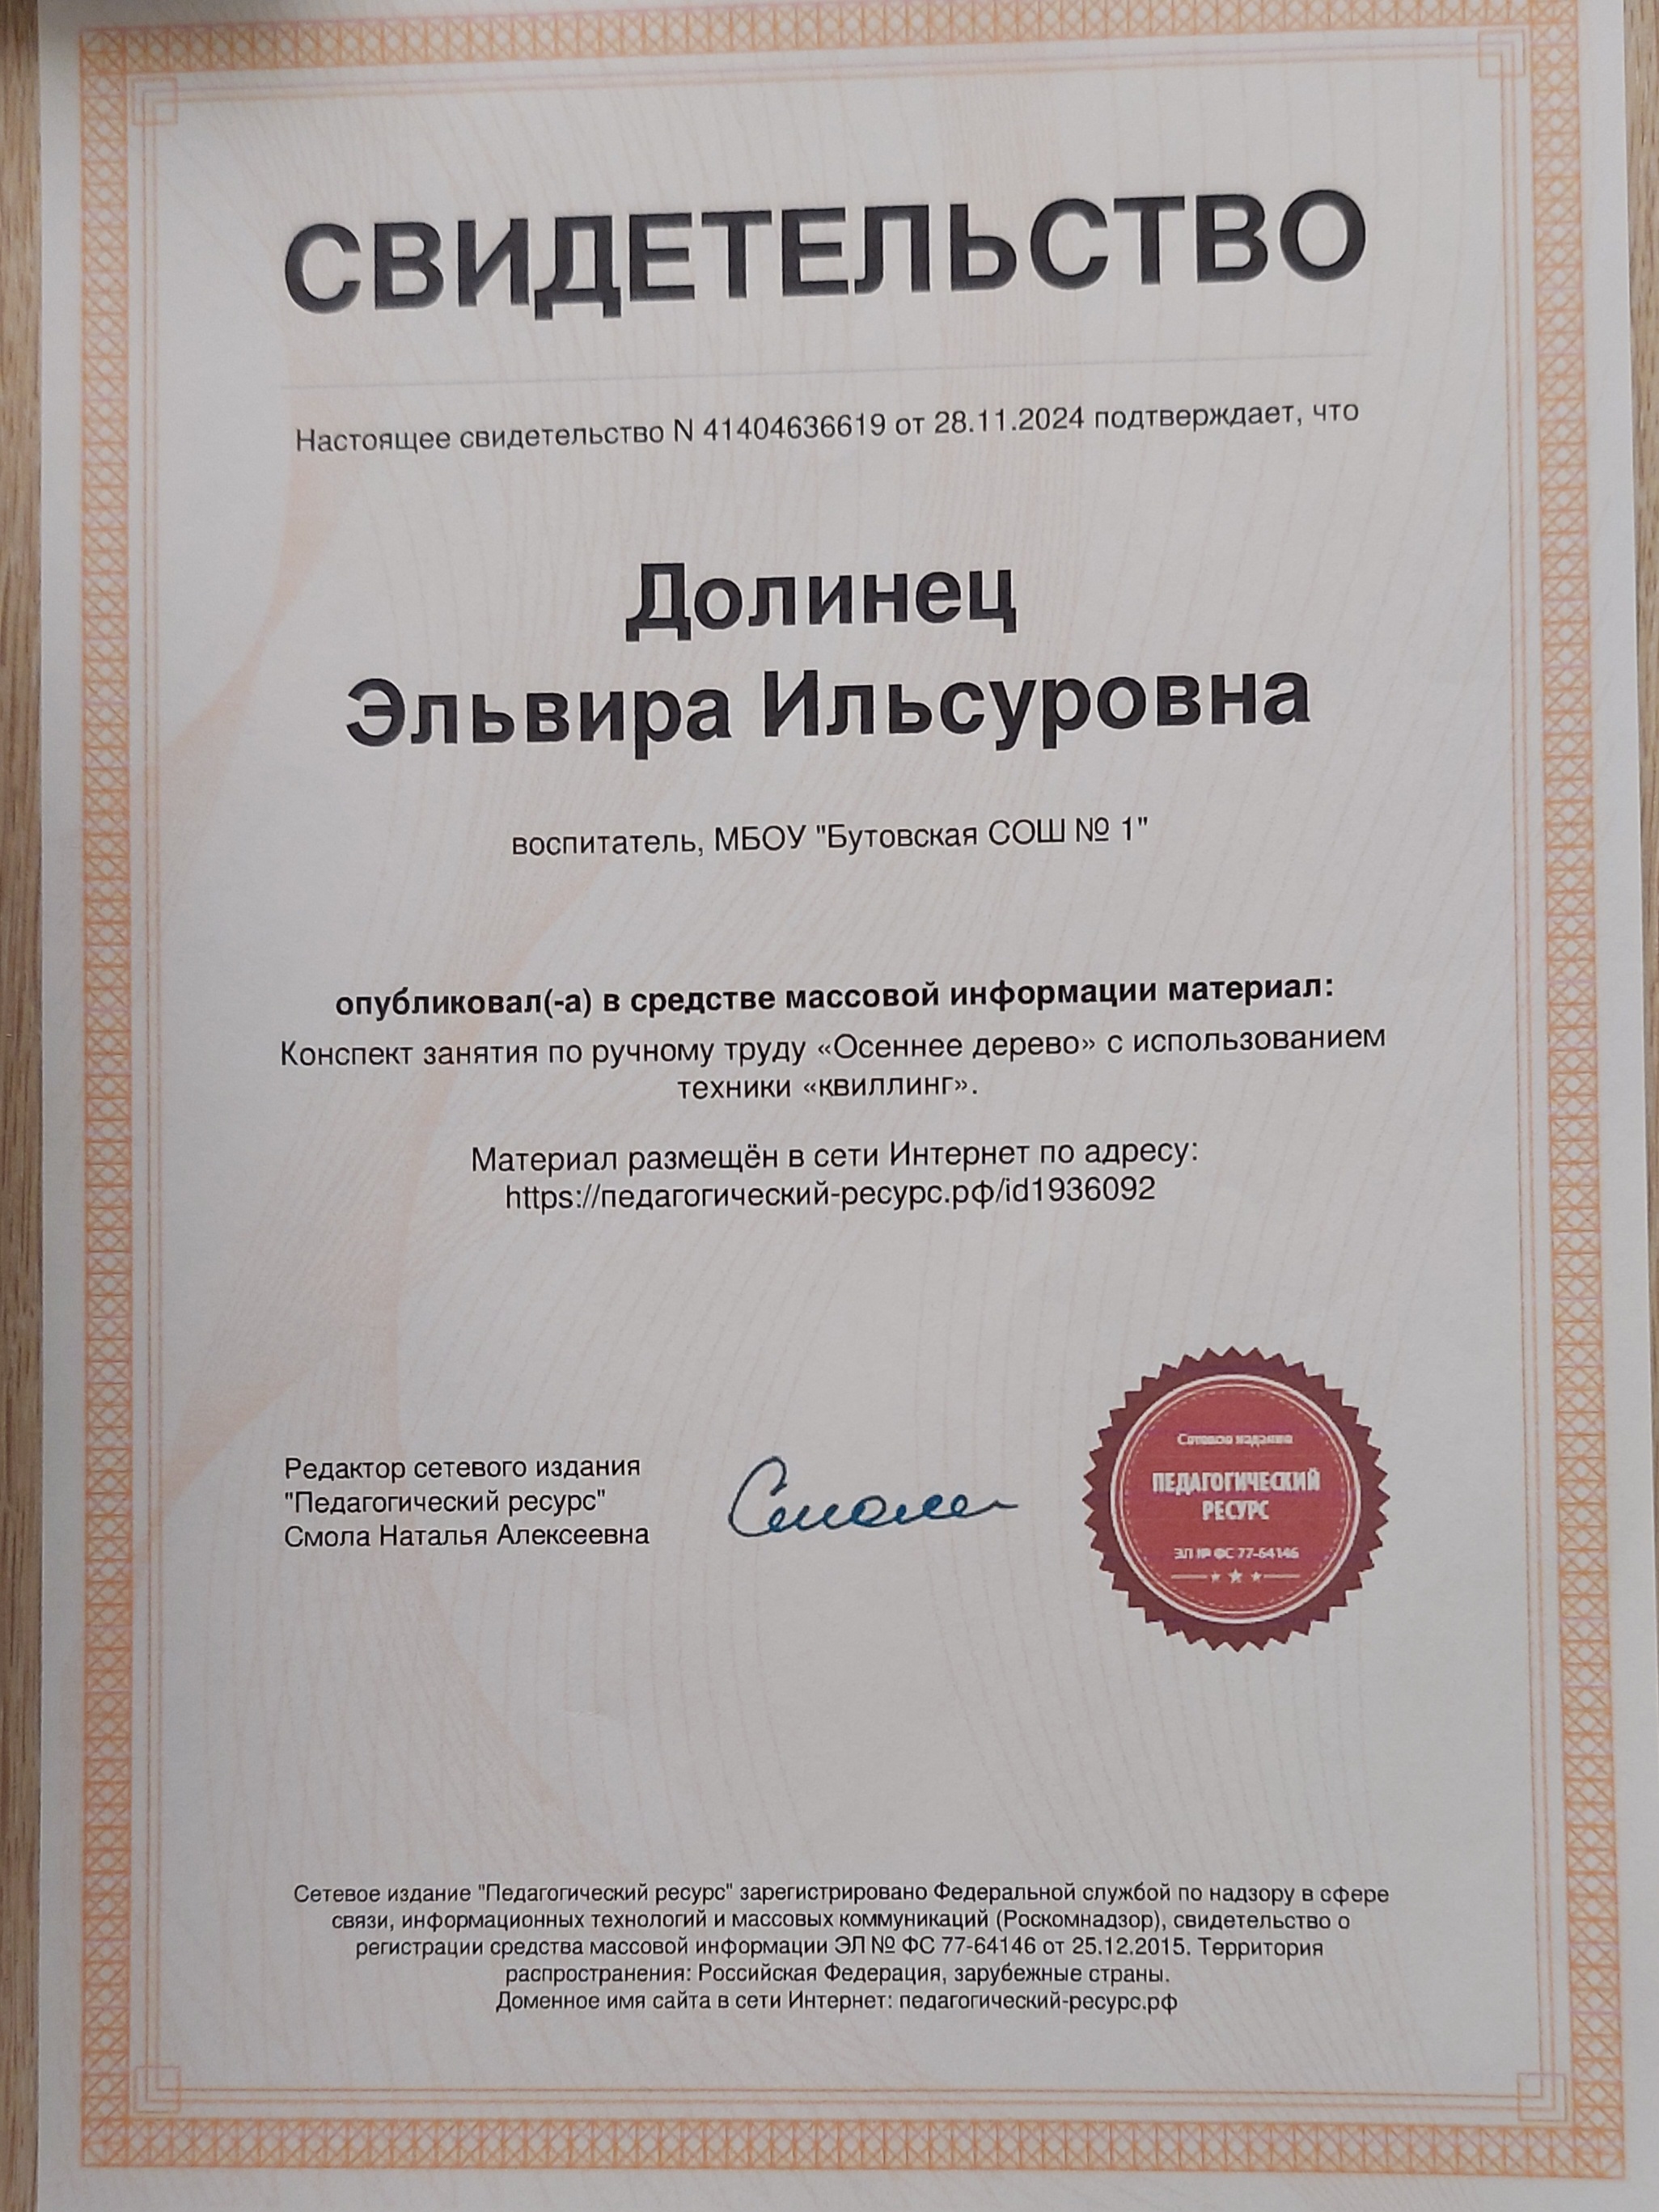 СВИДЕТЕЛЬСТВО
Настоящее свидетельство N 41404636619 от 28.11.2024 подтверждает, что
Долинец
Эльвира Ильсуровна
воспитатель, МБОУ "Бутовская СОШ № 1"
опубликовал(-а) в средстве массовой информации материал:
Конспект занятия по ручному труду «Осеннее дерево» с использованием
техники «квиллинг».
Материал размещён в сети Интернет по адресу:
https://педагогический-ресурс.рф/id1936092
Редактор сетевого издания
"Педагогический ресурс"
Смола Наталья Алексеевна
Смола
Сетевое издание
ПЕДАГОГИЧЕСКИЙ
РЕСУРС
ЭЛ № ФС 77-64146
Сетевое издание "Педагогический ресурс" зарегистрировано Федеральной службой по надзору в сфере
связи, информационных технологий и массовых коммуникаций (Роскомнадзор), свидетельство о
регистрации средства массовой информации ЭЛ № ФС 77-64146 от 25.12.2015. Территория
распространения: Российская Федерация, зарубежные страны.
Доменное имя сайта в сети Интернет: педагогический-ресурс.рф